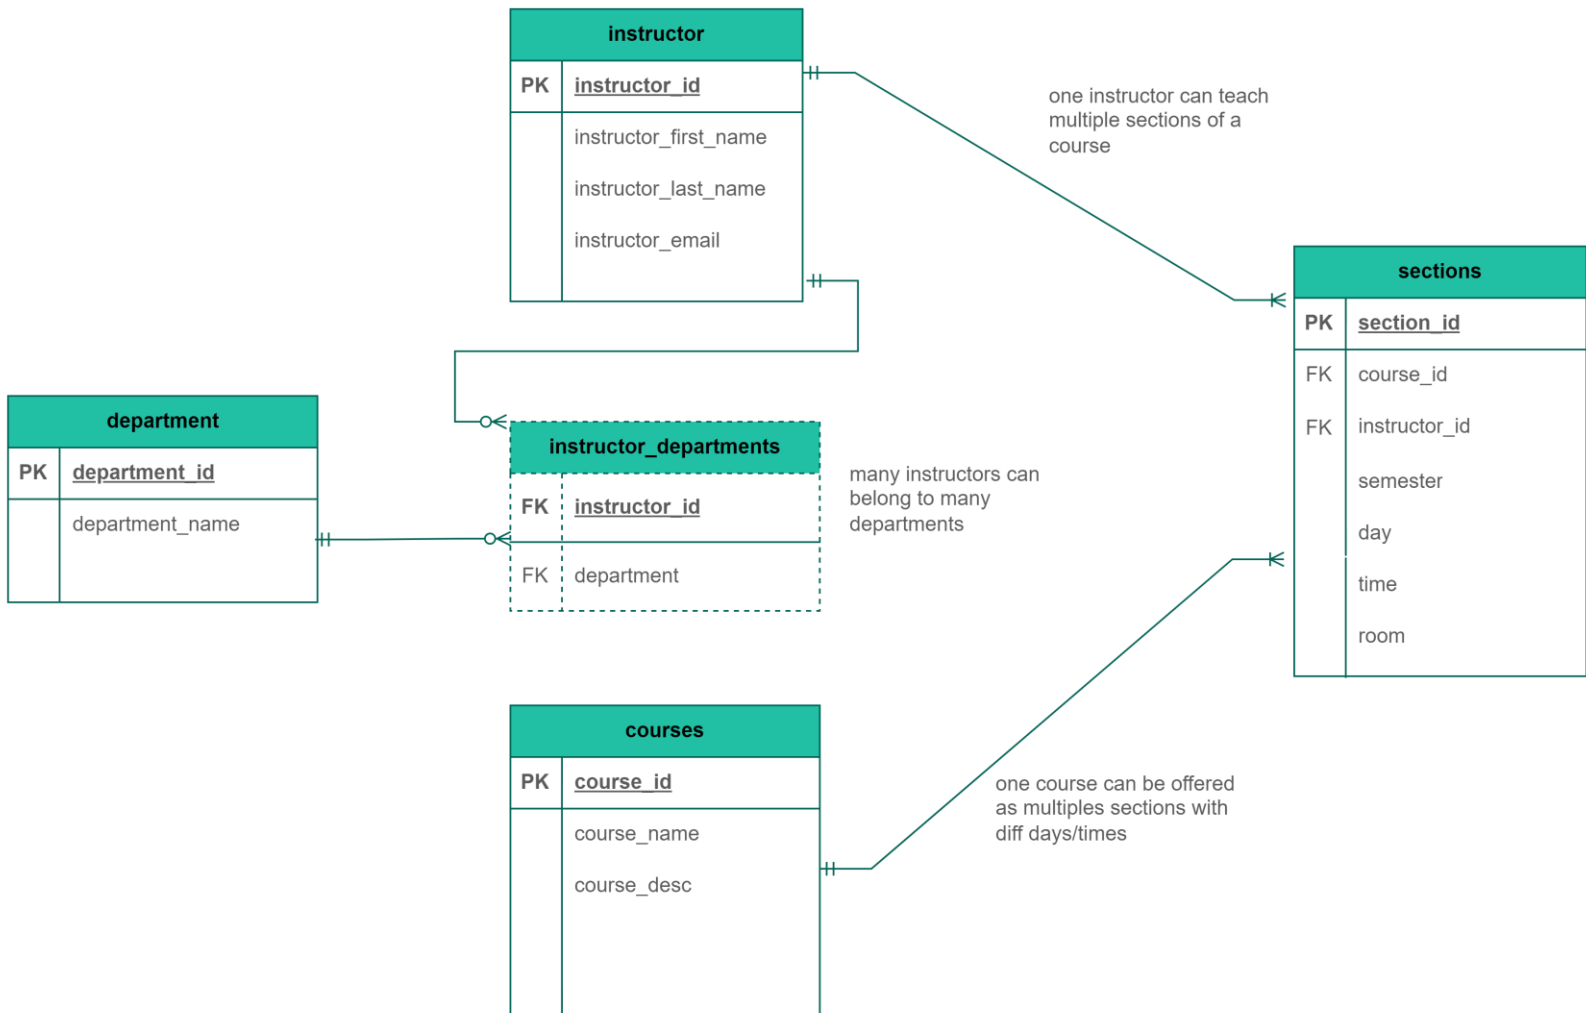 instructor
PK instructor_id
instructor_first_name
instructor_last_name
instructor_email
one instructor can teach
multiple sections of a
course
sections
PK section_id
FK course_id
FK instructor_id
semester
day
time
room
department
PK department_id
department_name
instructor_departments
FK instructor_id
FK department
many instructors can
belong to many
departments
courses
PK course_id
course_name
course_desc
one course can be offered
as multiples sections with
diff days/times